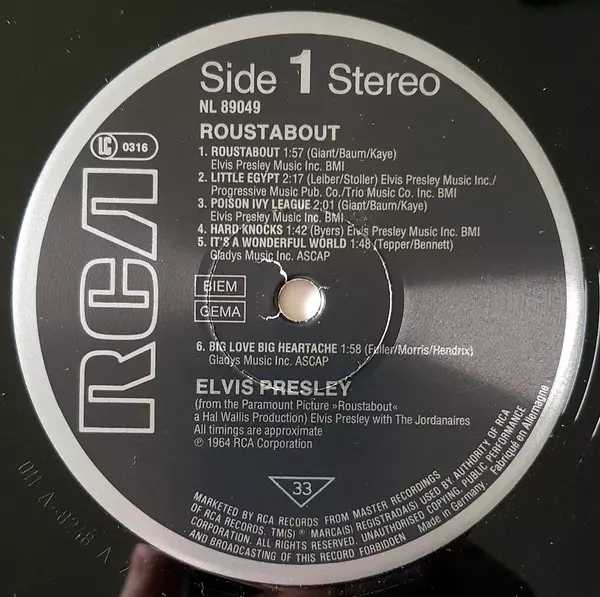 Side 1 Stereo
NL 89049
ROUSTABOUT
LC 0316
1. ROUSTABOUT 1:57 (Giant/Baum/Kaye)
Elvis Presley Music Inc. BMI
2. LITTLE EGYPT 2:17 (Leiber/Stoller) Elvis Presley Music Inc./
Progressive Music Pub. Co./Trio Music Co. Inc. BMI
3. POISON IVY LEAGUE 2:01 (Giant/Baum/Kaye)
Elvis Presley Music Inc. BMI
4. HARD KNOCKS 1:42 (Byers) Elvis Presley Music Inc. BMI
5. IT'S A WONDERFUL WORLD 1:48 (Tepper/Bennett)
Gladys Music Inc. ASCAP
RCA
BIEM
GEMA
6. BIG LOVE BIG HEARTACHE 1:58 (Fuller/Morris/Hendrix)
Gladys Music Inc. ASCAP
ELVIS PRESLEY
(from the Paramount Picture »Roustabout«
a Hal Wallis Production) Elvis Presley with The Jordanaires
All timings are approximate
℗ 1964 RCA Corporation
33
MARKETED BY RCA RECORDS FROM MASTER RECORDINGS
OF RCA RECORDS. TM(S)® MARCA(S) REGISTRADA(S) USED BY AUTHORITY OF RCA
CORPORATION. ALL RIGHTS RESERVED. UNAUTHORISED COPYING, PUBLIC PERFORMANCE
AND BROADCASTING OF THIS RECORD FORBIDDEN
Made in Germany.
Fabriqué en Allemagne